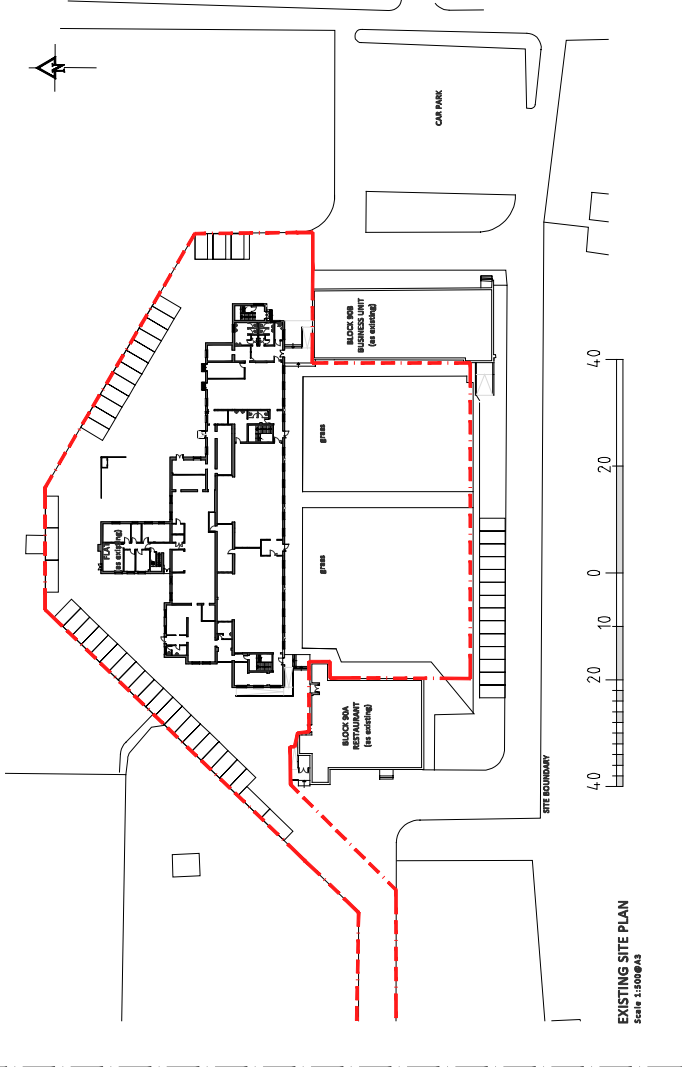 N
CAR PARK
BLOCK 90B
BUSINESS UNIT
(as existing)
grass
grass
FLAT
(as existing)
BLOCK 90A
RESTAURANT
(as existing)
SITE BOUNDARY
40 20 10 0 20 40
EXISTING SITE PLAN
Scale 1:500@A3